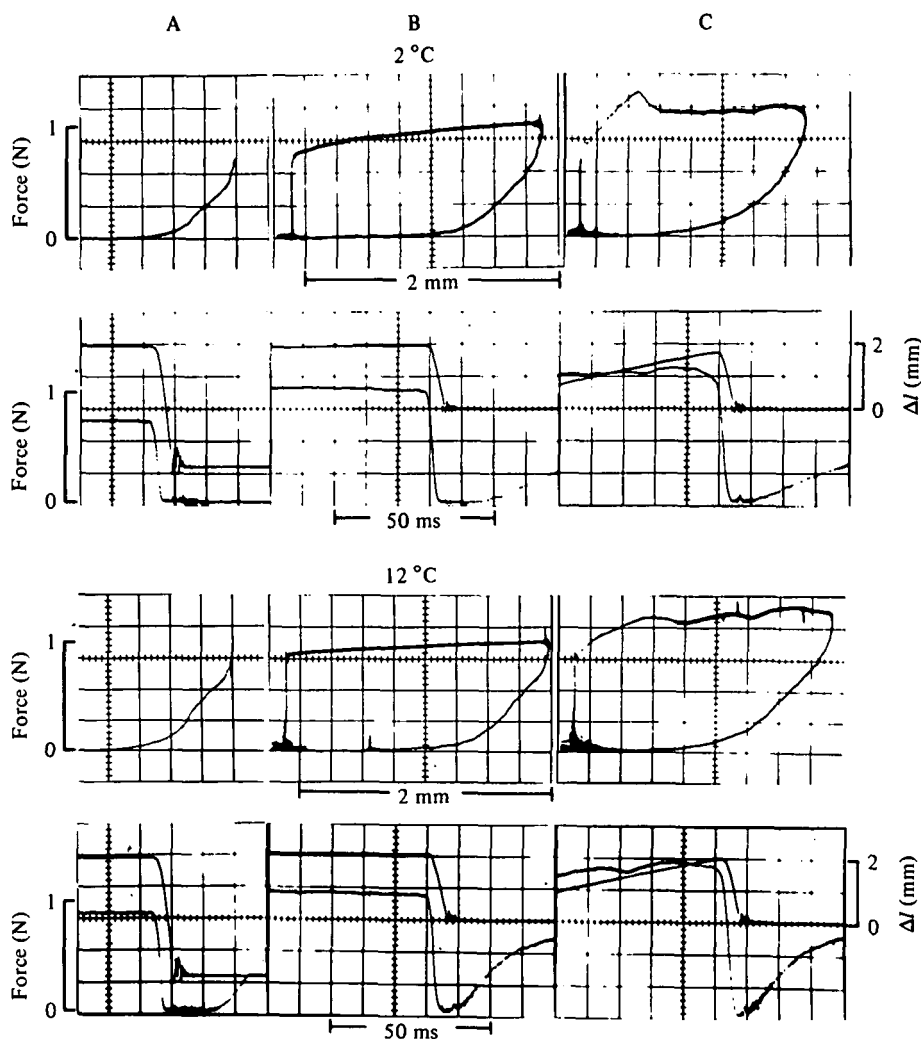 A B C
2 °C
Force (N)
1
0
2 mm
Force (N)
1
0
2
0
Δl (mm)
50 ms
12 °C
Force (N)
1
0
2 mm
Force (N)
1
0
2
0
Δl (mm)
50 ms